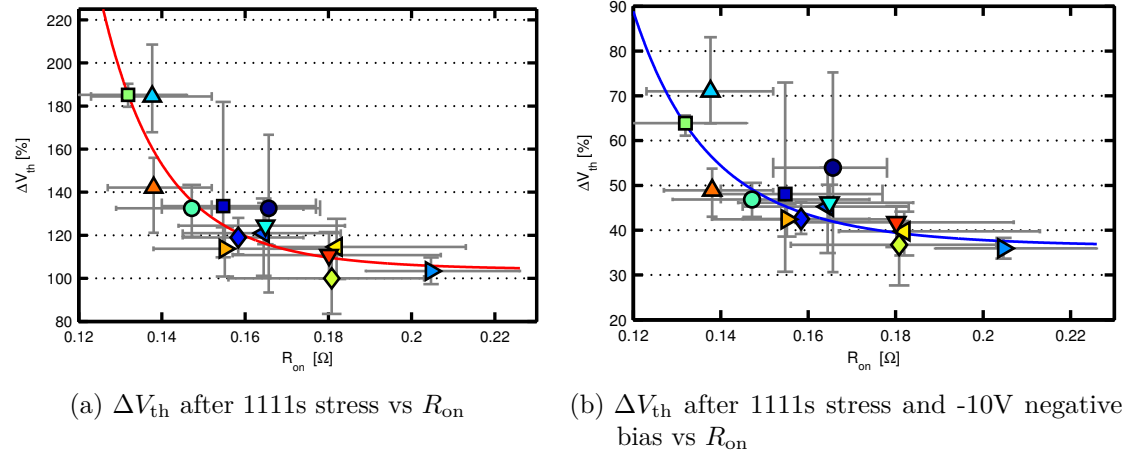 220
200
180
160
140
120
100
80
ΔV_th [%]
0.12 0.14 0.16 0.18 0.20 0.22
R_on [Ω]
(a) ΔV_th after 1111s stress vs R_on
90
80
70
60
50
40
30
20
ΔV_th [%]
0.12 0.14 0.16 0.18 0.2 0.22
R_on [Ω]
(b) ΔV_th after 1111s stress and -10V negative
bias vs R_on